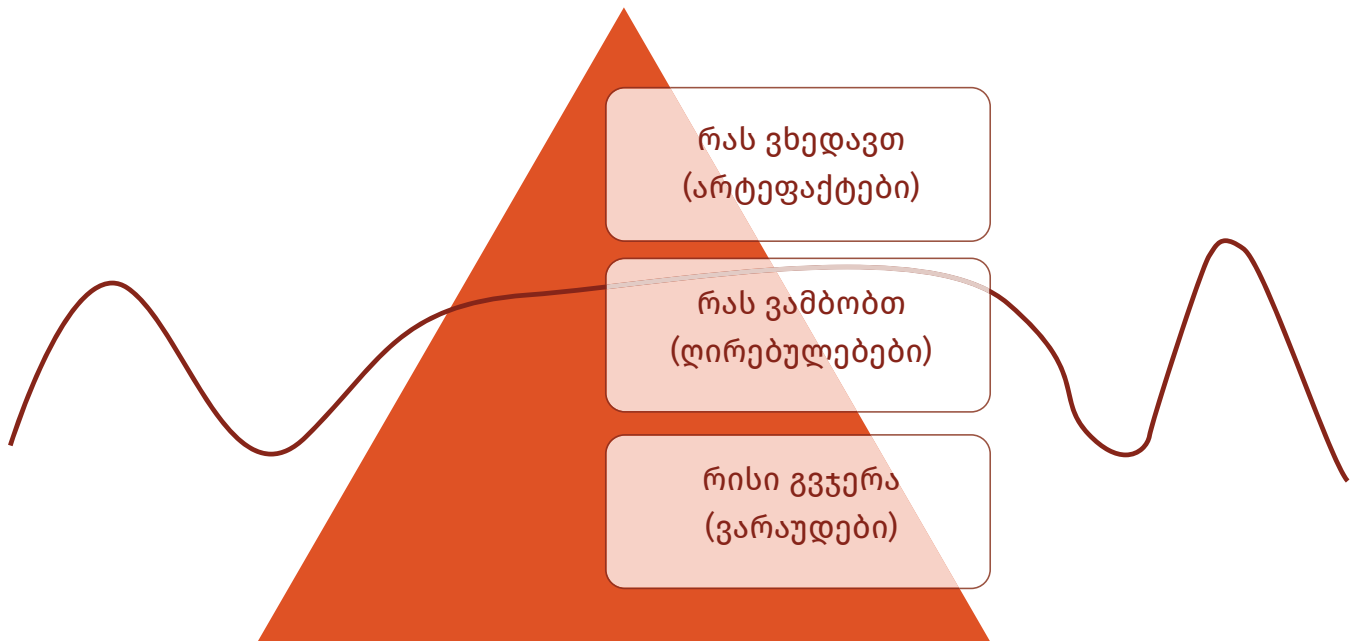 რას ვხედავთ
(არტეფაქტები)
რას ვამბობთ
(ღირებულებები)
რისი გვჯერა
(ვარაუდები)